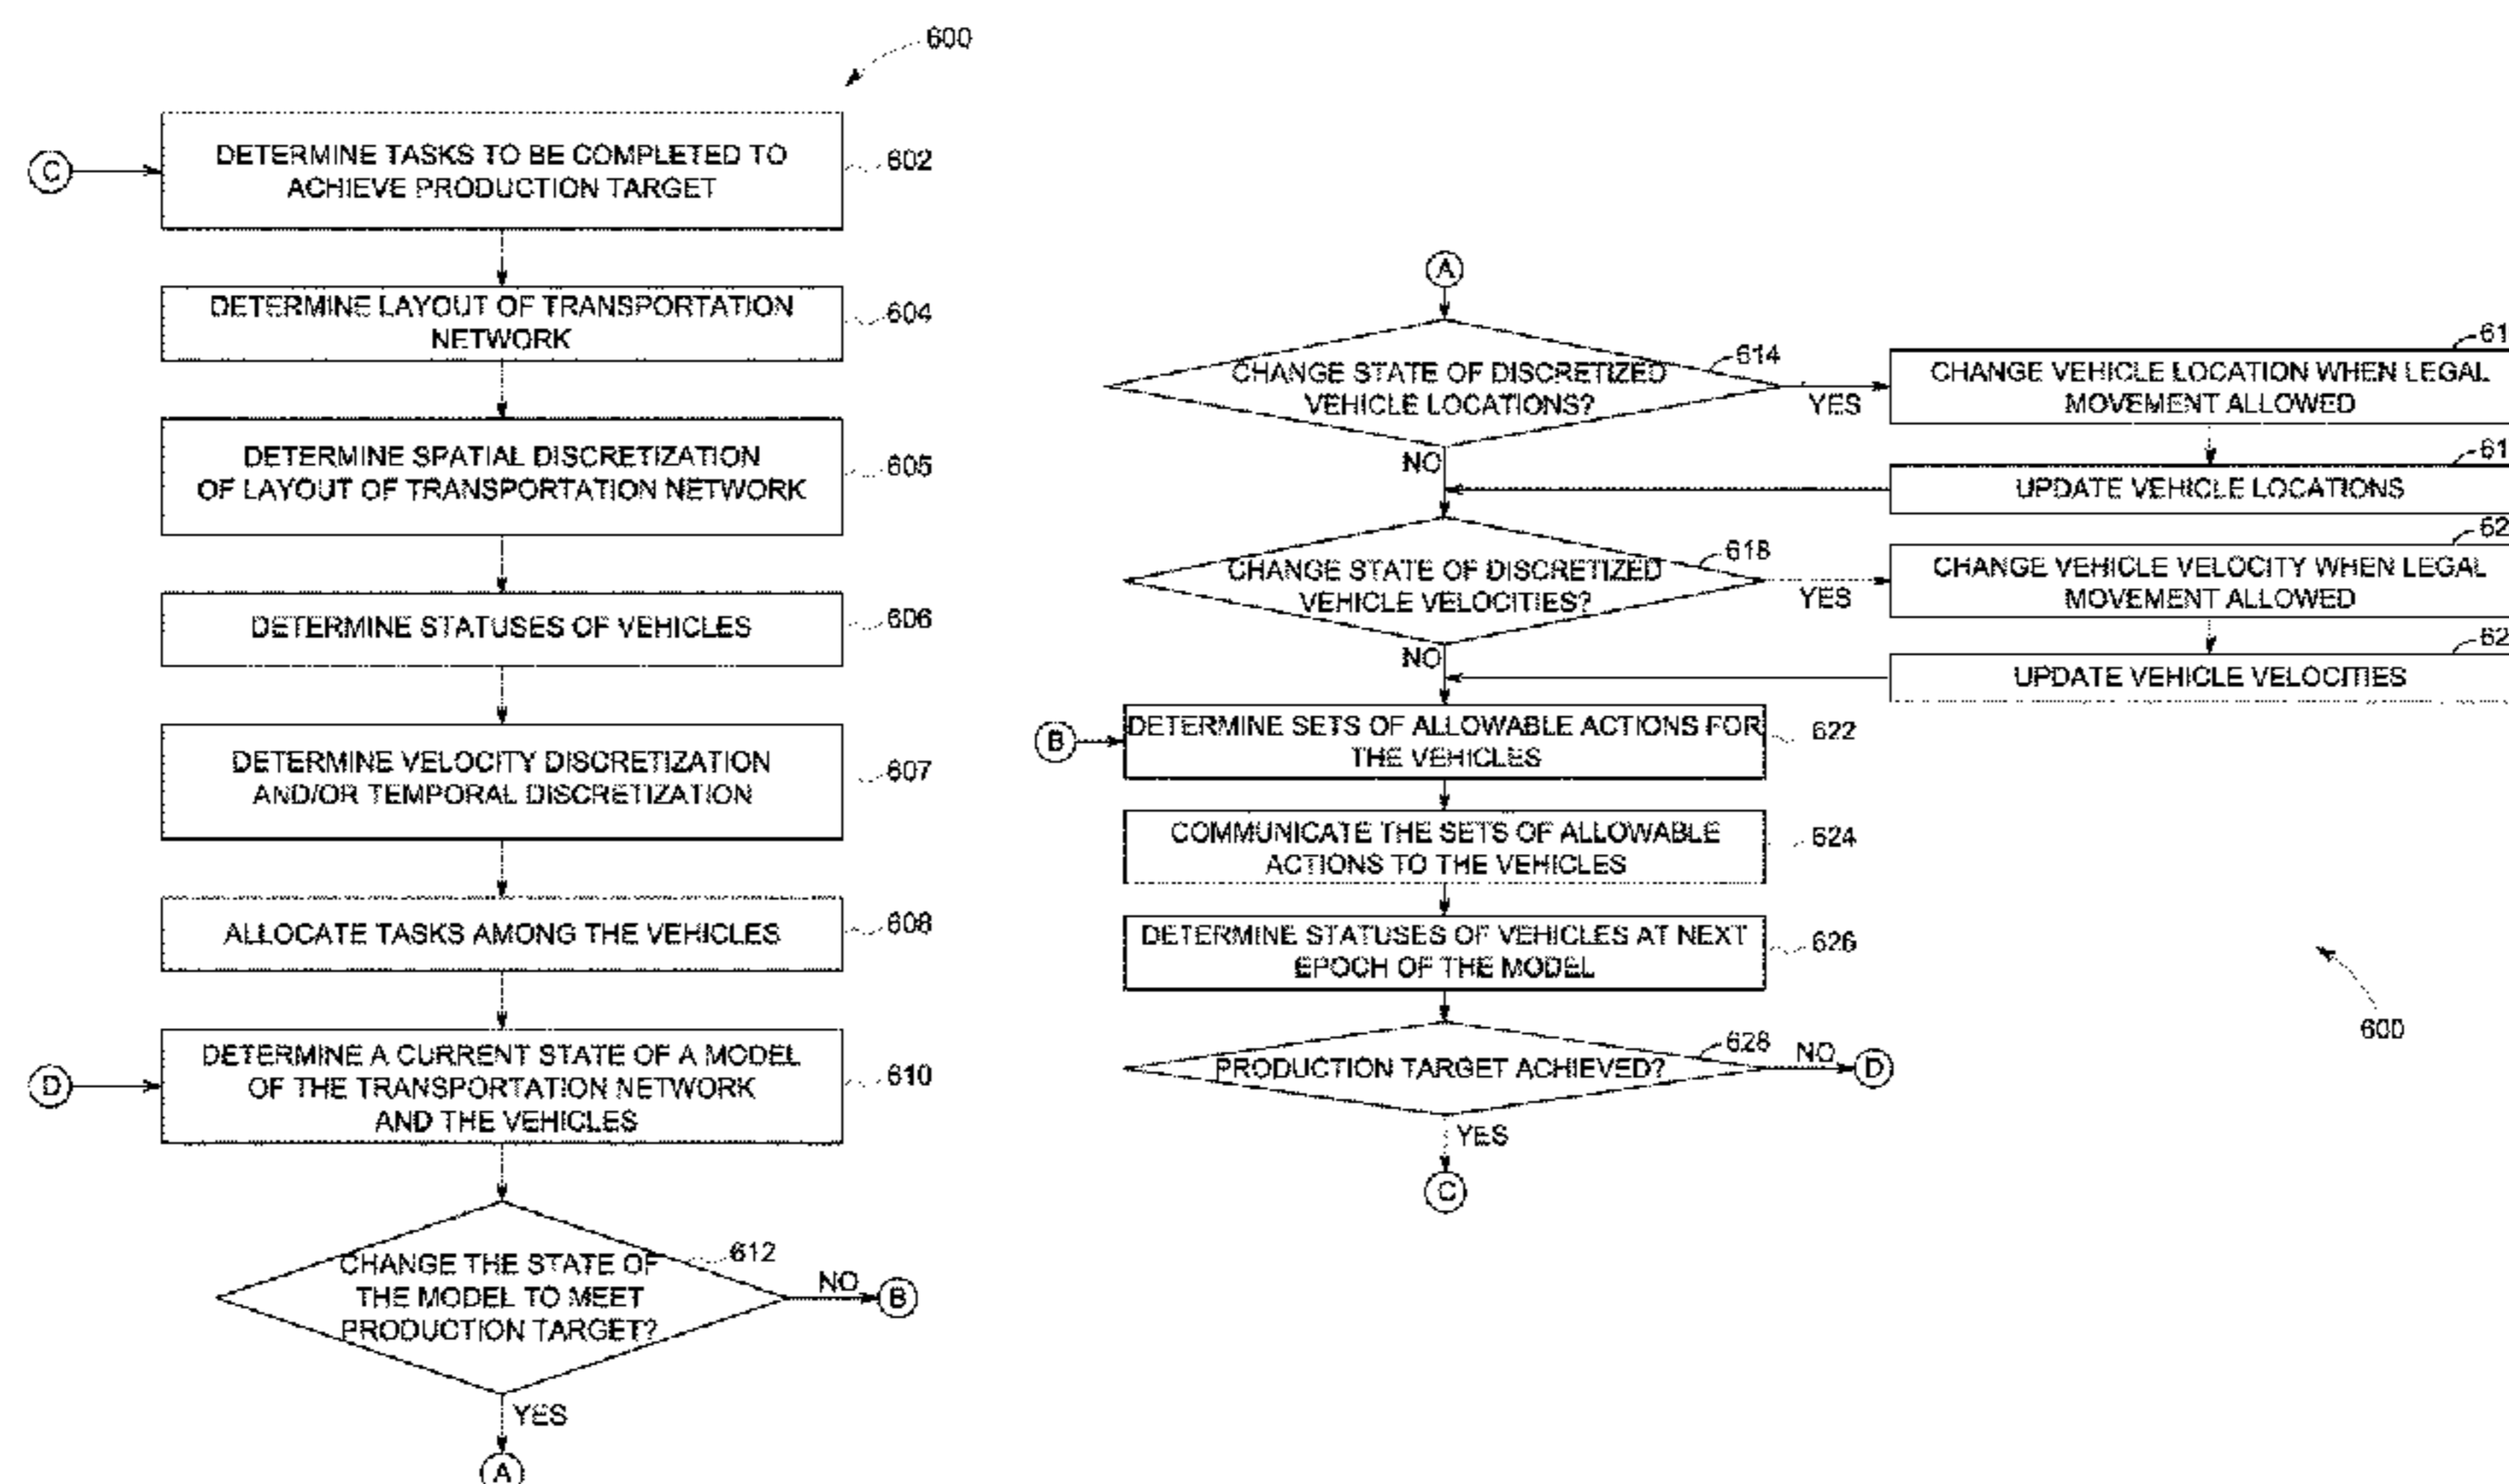 600
C
DETERMINE TASKS TO BE COMPLETED TO
ACHIEVE PRODUCTION TARGET
602
DETERMINE LAYOUT OF TRANSPORTATION
NETWORK
604
DETERMINE SPATIAL DISCRETIZATION
OF LAYOUT OF TRANSPORTATION NETWORK
605
DETERMINE STATUSES OF VEHICLES
606
DETERMINE VELOCITY DISCRETIZATION
AND/OR TEMPORAL DISCRETIZATION
607
ALLOCATE TASKS AMONG THE VEHICLES
608
D
DETERMINE A CURRENT STATE OF A MODEL
OF THE TRANSPORTATION NETWORK
AND THE VEHICLES
610
CHANGE THE STATE OF
THE MODEL TO MEET
PRODUCTION TARGET?
612
NO
B
YES
A
A
CHANGE STATE OF DISCRETIZED
VEHICLE LOCATIONS?
614
YES
CHANGE VEHICLE LOCATION WHEN LEGAL
MOVEMENT ALLOWED
61
NO
UPDATE VEHICLE LOCATIONS
61
CHANGE STATE OF DISCRETIZED
VEHICLE VELOCITIES?
618
YES
CHANGE VEHICLE VELOCITY WHEN LEGAL
MOVEMENT ALLOWED
62
NO
UPDATE VEHICLE VELOCITIES
62
B
DETERMINE SETS OF ALLOWABLE ACTIONS FOR
THE VEHICLES
622
COMMUNICATE THE SETS OF ALLOWABLE
ACTIONS TO THE VEHICLES
624
DETERMINE STATUSES OF VEHICLES AT NEXT
EPOCH OF THE MODEL
626
PRODUCTION TARGET ACHIEVED?
628
NO
D
YES
C
600